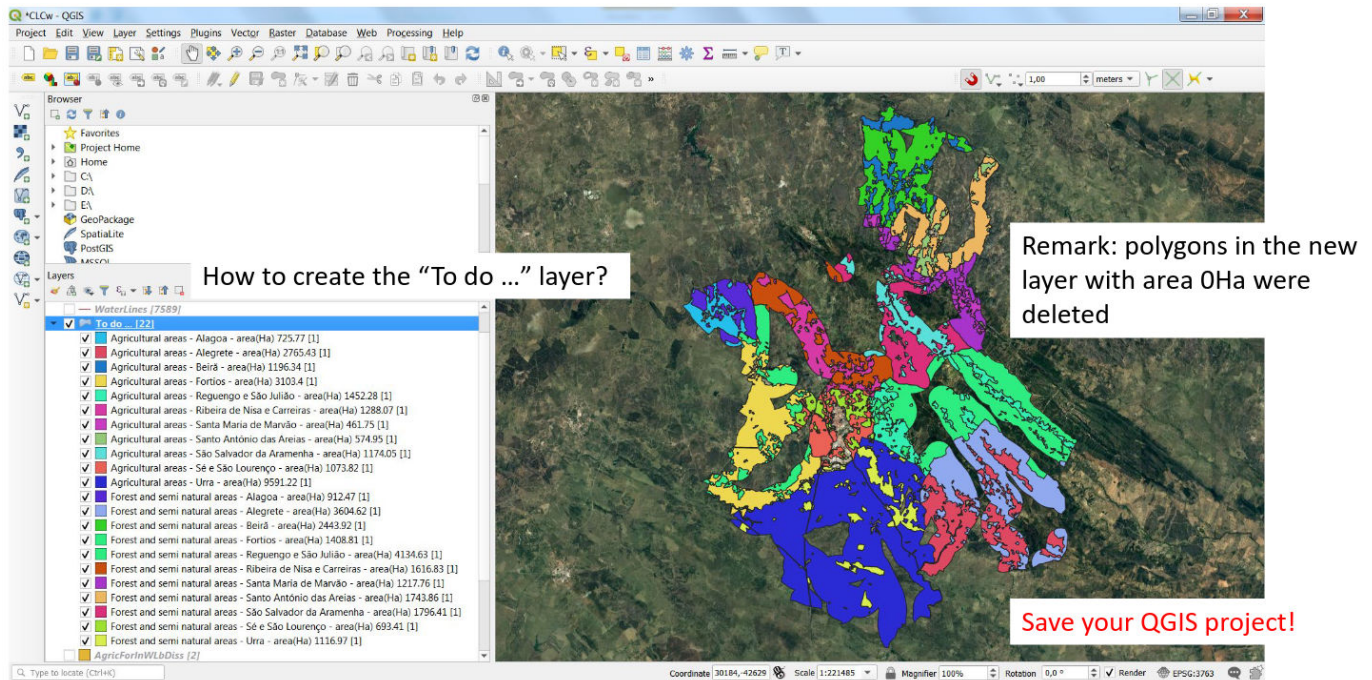 *CLCw - QGIS
Project Edit View Layer Settings Plugins Vector Raster Database Web Processing Help
1,00 meters
Browser
Favorites
Project Home
Home
C:\
D:\
E:\
GeoPackage
SpatiaLite
PostGIS
MSSQL
How to create the “To do ...” layer?
Remark: polygons in the new
layer with area 0Ha were
deleted
Layers
WaterLines [7589]
To do ... [22]
Agricultural areas - Alagoa - area(Ha) 725.77 [1]
Agricultural areas - Alegrete - area(Ha) 2765.43 [1]
Agricultural areas - Beirã - area(Ha) 1196.34 [1]
Agricultural areas - Fortios - area(Ha) 3103.4 [1]
Agricultural areas - Reguengo e São Julião - area(Ha) 1452.28 [1]
Agricultural areas - Ribeira de Nisa e Carreiras - area(Ha) 1288.07 [1]
Agricultural areas - Santa Maria de Marvão - area(Ha) 461.75 [1]
Agricultural areas - Santo António das Areias - area(Ha) 574.95 [1]
Agricultural areas - São Salvador da Aramenha - area(Ha) 1174.05 [1]
Agricultural areas - Sé e São Lourenço - area(Ha) 1073.82 [1]
Agricultural areas - Urra - area(Ha) 9591.22 [1]
Forest and semi natural areas - Alagoa - area(Ha) 912.47 [1]
Forest and semi natural areas - Alegrete - area(Ha) 3604.62 [1]
Forest and semi natural areas - Beirã - area(Ha) 2443.92 [1]
Forest and semi natural areas - Fortios - area(Ha) 1408.81 [1]
Forest and semi natural areas - Reguengo e São Julião - area(Ha) 4134.63 [1]
Forest and semi natural areas - Ribeira de Nisa e Carreiras - area(Ha) 1616.83 [1]
Forest and semi natural areas - Santa Maria de Marvão - area(Ha) 1217.76 [1]
Forest and semi natural areas - Santo António das Areias - area(Ha) 1743.86 [1]
Forest and semi natural areas - São Salvador da Aramenha - area(Ha) 1796.41 [1]
Forest and semi natural areas - Sé e São Lourenço - area(Ha) 693.41 [1]
Forest and semi natural areas - Urra - area(Ha) 1116.97 [1]
AgricForInWLbDiss [2]
Save your QGIS project!
Type to locate (Ctrl+K)
Coordinate 30184,-42629 Scale 1:221485 Magnifier 100% Rotation 0,0 ° Render EPSG:3763